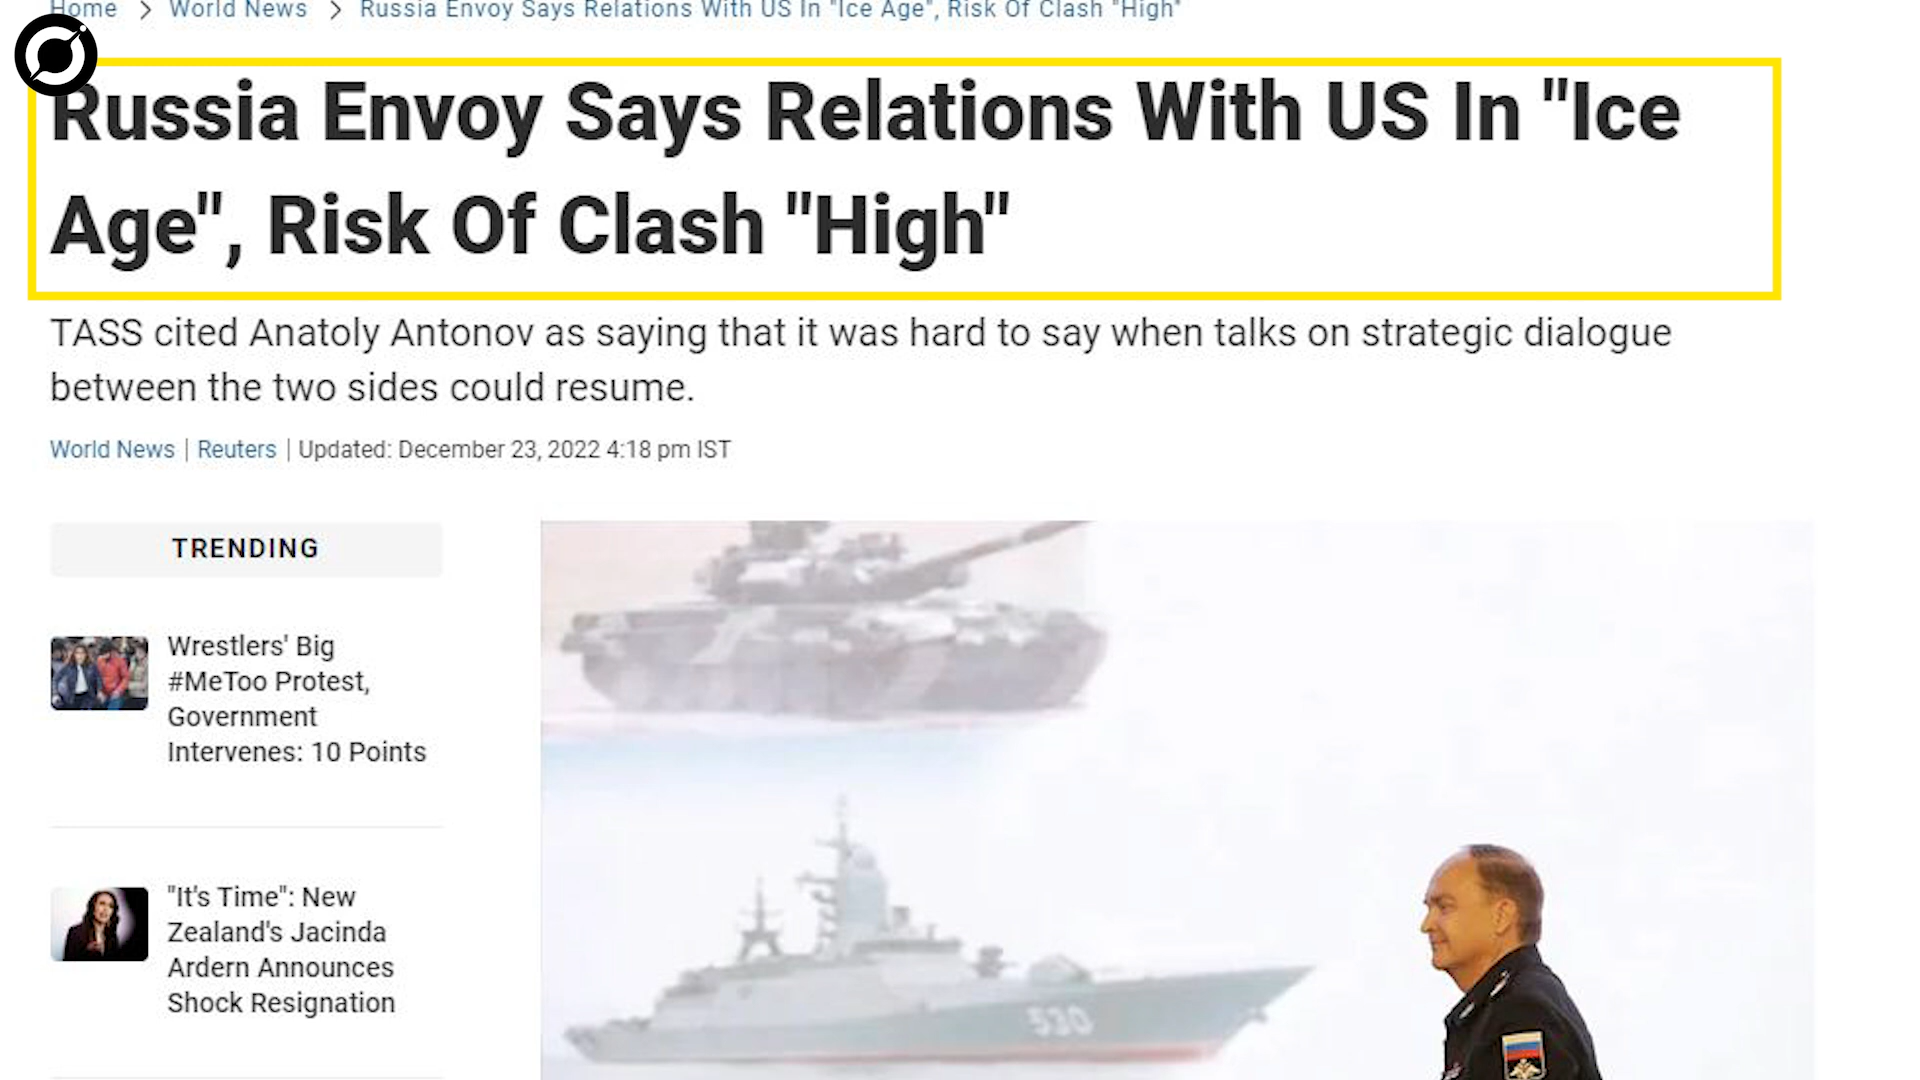 Home > World News > Russia Envoy Says Relations With US In "Ice Age", Risk Of Clash "High"
Russia Envoy Says Relations With US In "Ice
Age", Risk Of Clash "High"
TASS cited Anatoly Antonov as saying that it was hard to say when talks on strategic dialogue
between the two sides could resume.
World News | Reuters | Updated: December 23, 2022 4:18 pm IST
TRENDING
Wrestlers' Big
#MeToo Protest,
Government
Intervenes: 10 Points
"It's Time": New
Zealand's Jacinda
Ardern Announces
Shock Resignation
530